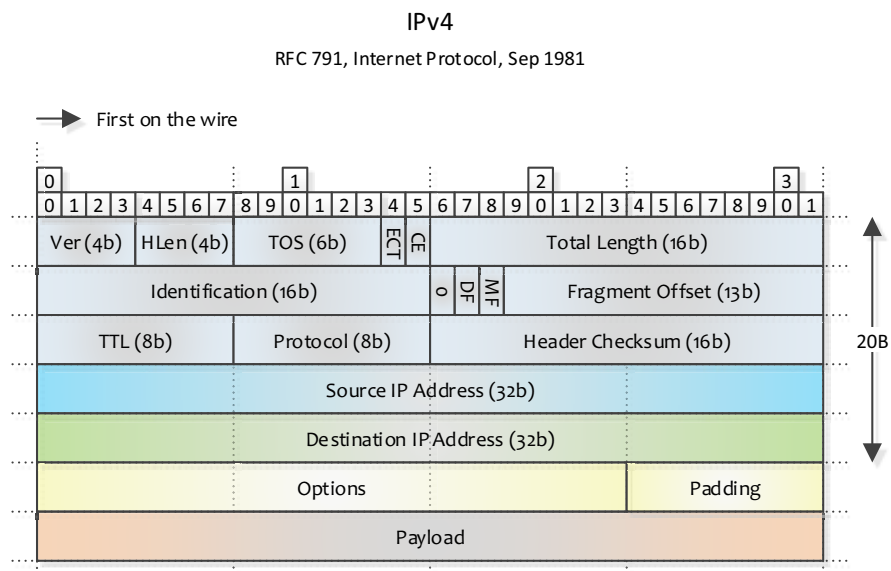 IPv4
RFC 791, Internet Protocol, Sep 1981
First on the wire
0 1 2 3
0 1 2 3 4 5 6 7 8 9 0 1 2 3 4 5 6 7 8 9 0 1 2 3 4 5 6 7 8 9 0 1
Ver (4b) HLen (4b) TOS (6b) ECT CE Total Length (16b)
Identification (16b) 0 DF MF Fragment Offset (13b)
TTL (8b) Protocol (8b) Header Checksum (16b) 20B
Source IP Address (32b)
Destination IP Address (32b)
Options Padding
Payload